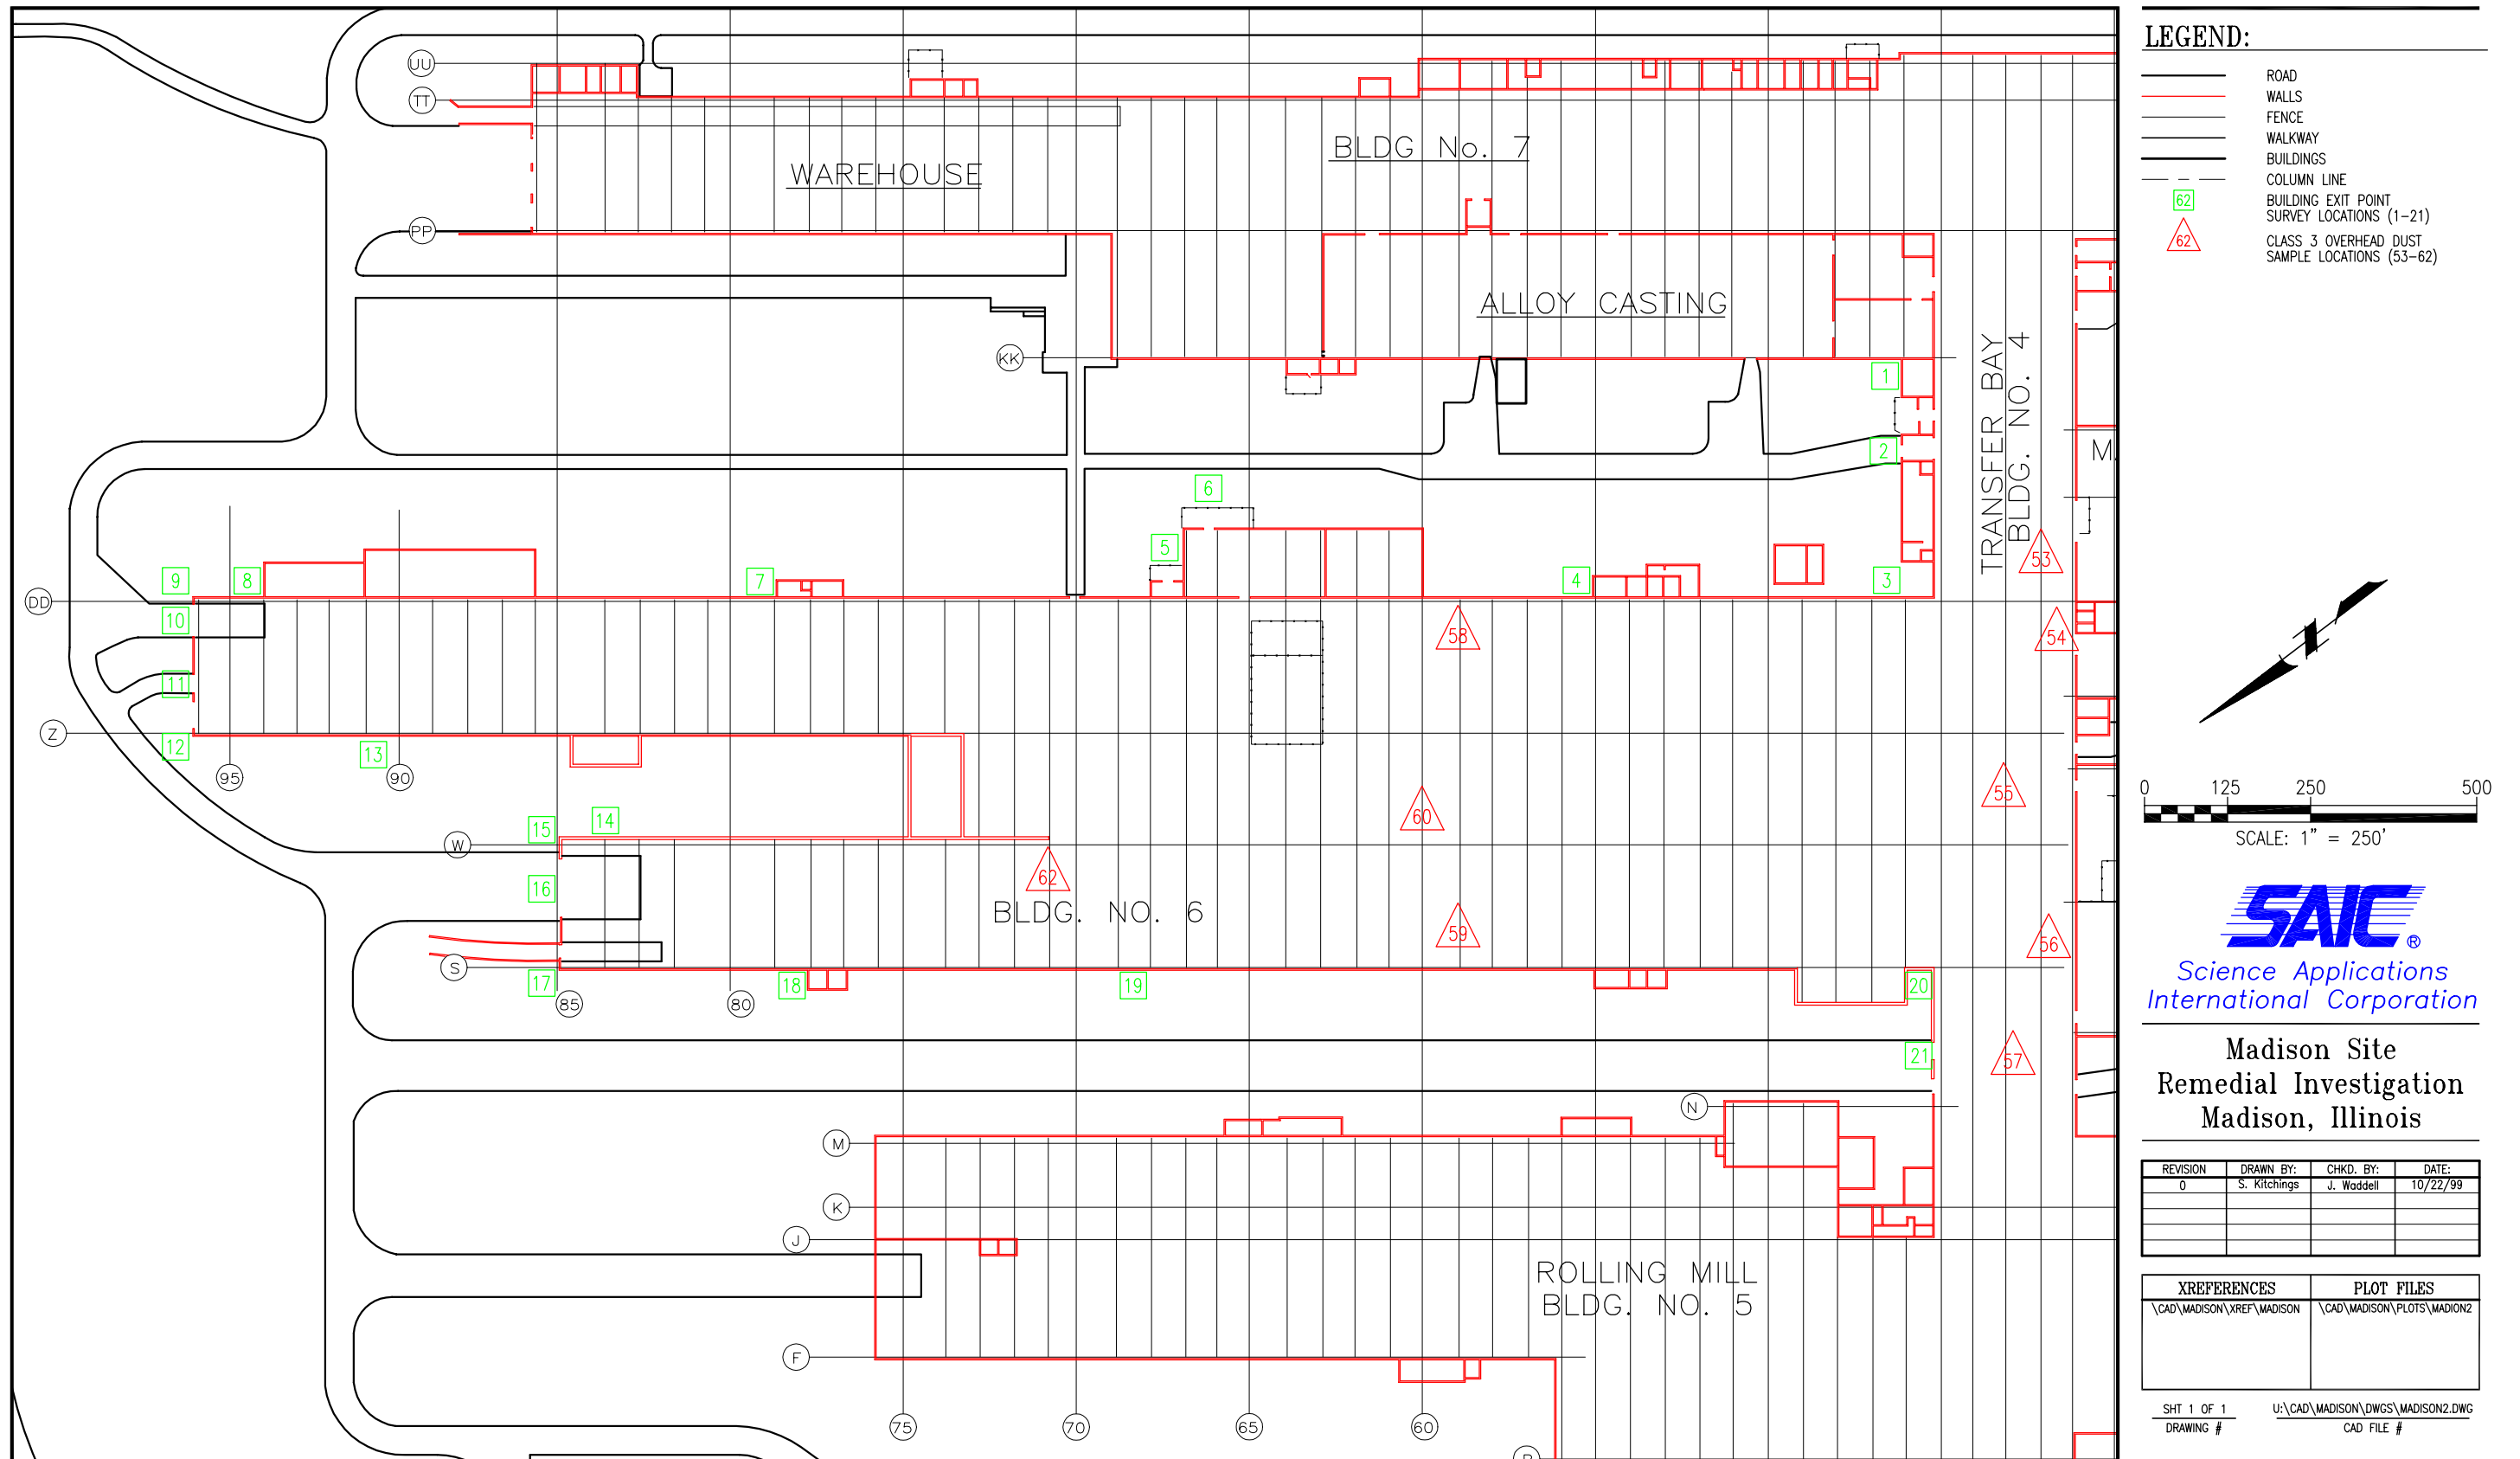 UU
TT
WAREHOUSE
BLDG No. 7
PP
ALLOY CASTING
KK
TRANSFER BAY
BLDG. NO. 4
M
1
2
6
5
9
8
7
4
3
53
DD
10
58
54
11
Z
12
13
95
90
55
15
14
60
W
16
62
BLDG. NO. 6
59
56
S
17
18
19
20
85
80
21
57
N
M
K
J
ROLLING MILL
BLDG. NO. 5
F
75
70
65
60
LEGEND:
ROAD
WALLS
FENCE
WALKWAY
BUILDINGS
COLUMN LINE
62 BUILDING EXIT POINT
SURVEY LOCATIONS (1-21)
62 CLASS 3 OVERHEAD DUST
SAMPLE LOCATIONS (53-62)
0 125 250 500
SCALE: 1" = 250'
SAIC ®
Science Applications
International Corporation
Madison Site
Remedial Investigation
Madison, Illinois
REVISION DRAWN BY: CHKD. BY: DATE:
0 S. Kitchings J. Waddell 10/22/99
XREFERENCES PLOT FILES
\CAD\MADISON\XREF\MADISON \CAD\MADISON\PLOTS\MADION2
SHT 1 OF 1 U:\CAD\MADISON\DWGS\MADISON2.DWG
DRAWING # CAD FILE #